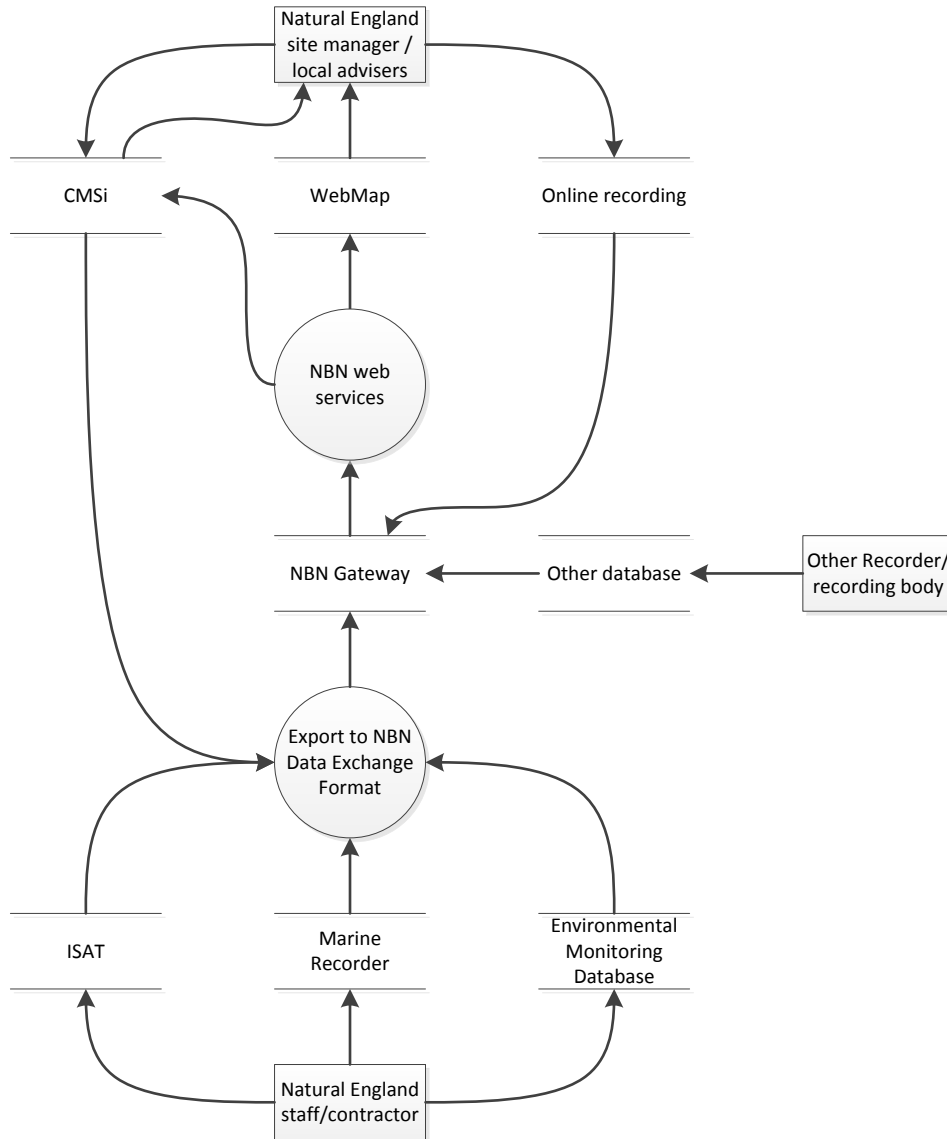 Natural England
site manager /
local advisers
CMSi
WebMap
Online recording
NBN web
services
NBN Gateway
Other database
Other Recorder/
recording body
Export to NBN
Data Exchange
Format
ISAT
Marine
Recorder
Environmental
Monitoring
Database
Natural England
staff/contractor